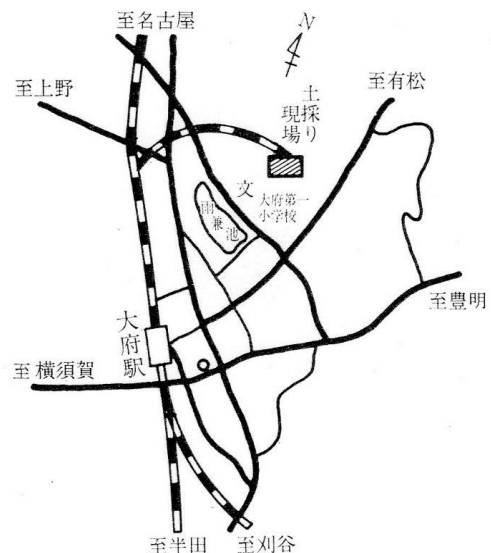 至名古屋
N
至上野
土採り
現場
至有松
文
大府第一
小学校
雨兼池
至豊明
大府駅
至横須賀
至半田
至刈谷